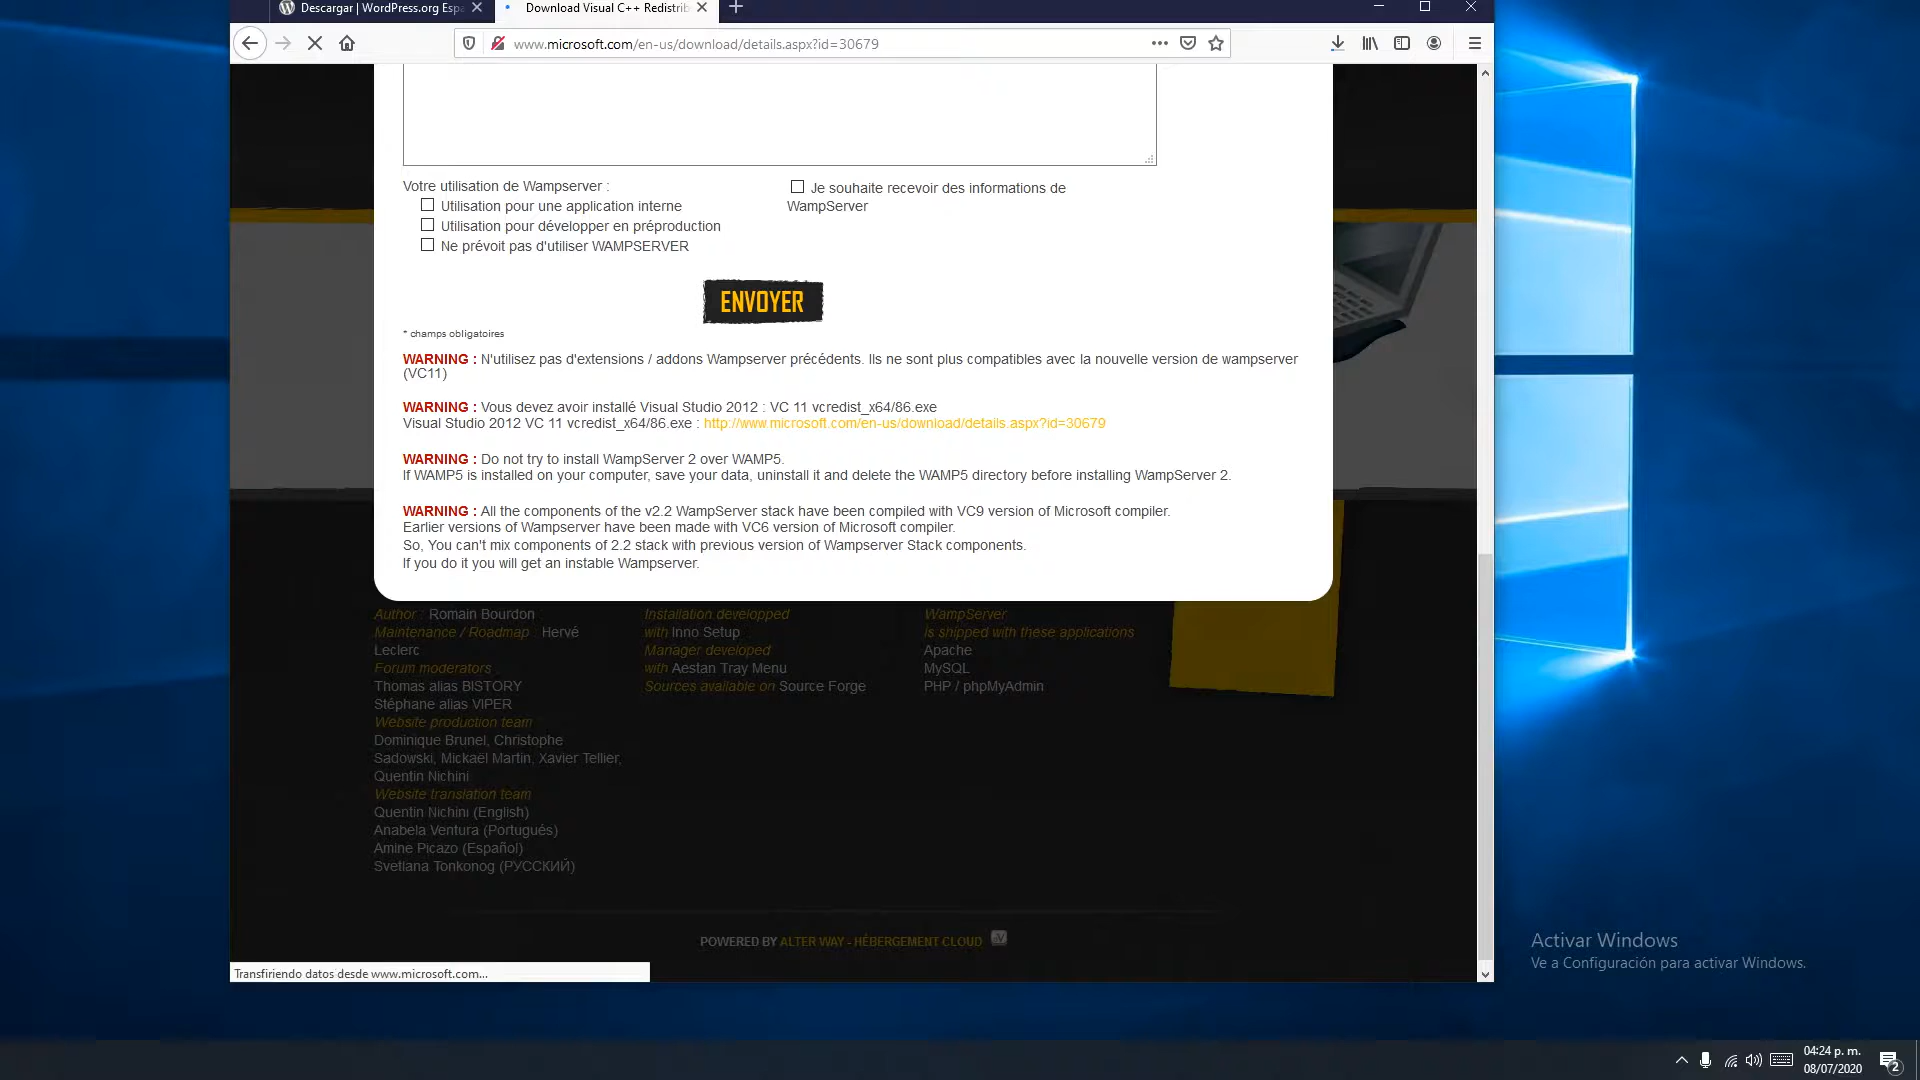 Descargar | WordPress.org Espa
Download Visual C++ Redistrib
www.microsoft.com/en-us/download/details.aspx?id=30679
Votre utilisation de Wampserver :
Utilisation pour une application interne
Utilisation pour développer en préproduction
Ne prévoit pas d'utiliser WAMPSERVER
Je souhaite recevoir des informations de
WampServer
ENVOYER
* champs obligatoires
WARNING : N'utilisez pas d'extensions / addons Wampserver précédents. Ils ne sont plus compatibles avec la nouvelle version de wampserver
(VC11)
WARNING : Vous devez avoir installé Visual Studio 2012 : VC 11 vcredist_x64/86.exe
Visual Studio 2012 VC 11 vcredist_x64/86.exe : http://www.microsoft.com/en-us/download/details.aspx?id=30679
WARNING : Do not try to install WampServer 2 over WAMP5.
If WAMP5 is installed on your computer, save your data, uninstall it and delete the WAMP5 directory before installing WampServer 2.
WARNING : All the components of the v2.2 WampServer stack have been compiled with VC9 version of Microsoft compiler.
Earlier versions of Wampserver have been made with VC6 version of Microsoft compiler.
So, You can't mix components of 2.2 stack with previous version of Wampserver Stack components.
If you do it you will get an instable Wampserver.
Author : Romain Bourdon
Maintenance / Roadmap : Hervé
Leclerc
Forum moderators
Thomas alias BISTORY
Stéphane alias VIPER
Website production team
Dominique Brunel, Christophe
Sadowski, Mickaël Martin, Xavier Tellier,
Quentin Nichini
Website translation team
Quentin Nichini (English)
Anabela Ventura (Portugués)
Amine Picazo (Español)
Svetlana Tonkonog (РУССКИЙ)
Installation developped
with Inno Setup
Manager developed
with Aestan Tray Menu
Sources available on Source Forge
WampServer
is shipped with these applications
Apache
MySQL
PHP / phpMyAdmin
POWERED BY ALTER WAY - HÉBERGEMENT CLOUD
Transfiriendo datos desde www.microsoft.com...
Activar Windows
Ve a Configuración para activar Windows.
04:24 p. m.
08/07/2020
2